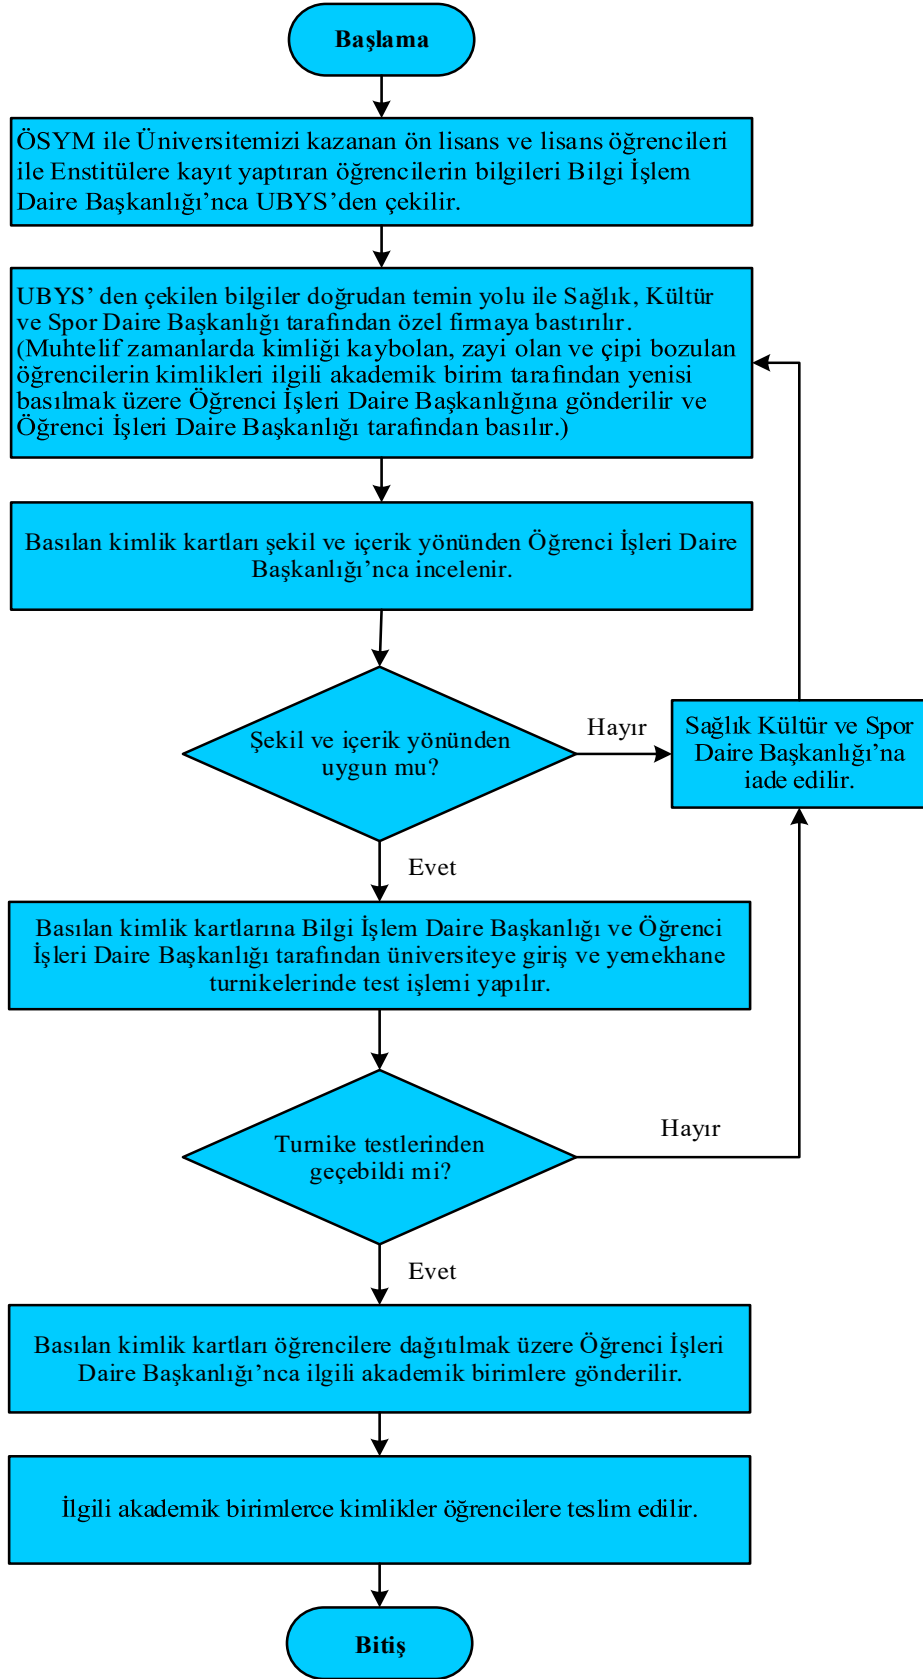 Başlama
ÖSYM ile Üniversitemizi kazanan ön lisans ve lisans öğrencileri
ile Enstitülere kayıt yaptıran öğrencilerin bilgileri Bilgi İşlem
Daire Başkanlığı’nca UBYS’den çekilir.
UBYS’ den çekilen bilgiler doğrudan temin yolu ile Sağlık, Kültür
ve Spor Daire Başkanlığı tarafından özel firmaya bastırılır.
(Muhtelif zamanlarda kimliği kaybolan, zayi olan ve çipi bozulan
öğrencilerin kimlikleri ilgili akademik birim tarafından yenisi
basılmak üzere Öğrenci İşleri Daire Başkanlığına gönderilir ve
Öğrenci İşleri Daire Başkanlığı tarafından basılır.)
Basılan kimlik kartları şekil ve içerik yönünden Öğrenci İşleri Daire
Başkanlığı’nca incelenir.
Şekil ve içerik yönünden
uygun mu?
Hayır
Sağlık Kültür ve Spor
Daire Başkanlığı’na
iade edilir.
Evet
Basılan kimlik kartlarına Bilgi İşlem Daire Başkanlığı ve Öğrenci
İşleri Daire Başkanlığı tarafından üniversiteye giriş ve yemekhane
turnikelerinde test işlemi yapılır.
Turnike testlerinden
geçebildi mi?
Hayır
Evet
Basılan kimlik kartları öğrencilere dağıtılmak üzere Öğrenci İşleri
Daire Başkanlığı’nca ilgili akademik birimlere gönderilir.
İlgili akademik birimlerce kimlikler öğrencilere teslim edilir.
Bitiş